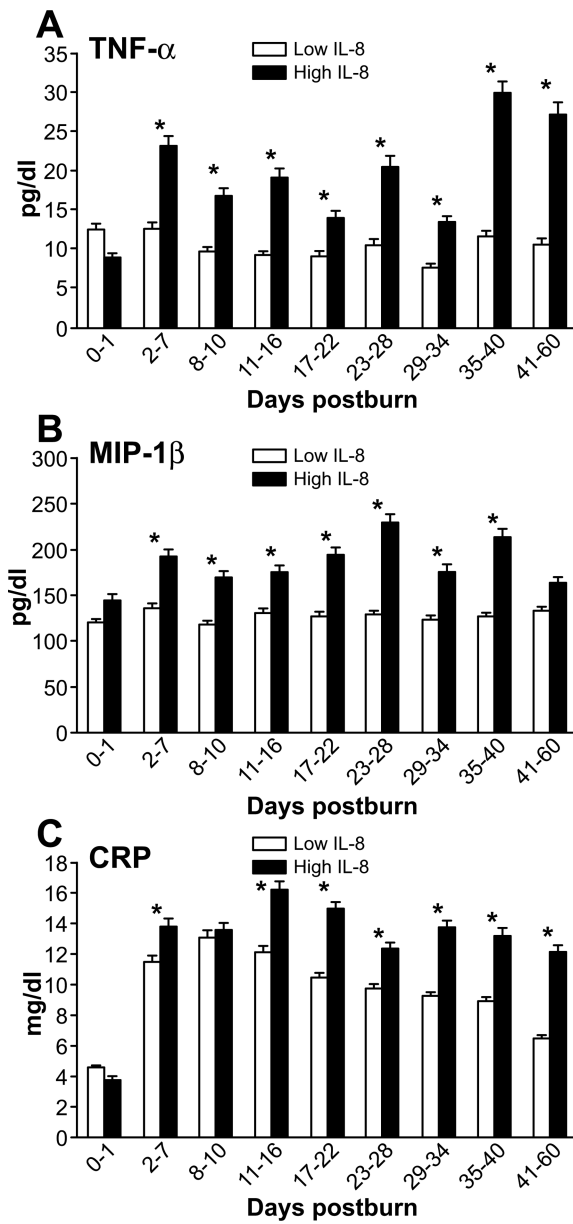 A
TNF-α
Low IL-8
High IL-8
35
30
25
20
15
10
5
0
pg/dl
* * * * * * * *
0-1 2-7 8-10 11-16 17-22 23-28 29-34 35-40 41-60
Days postburn
B
MIP-1β
Low IL-8
High IL-8
300
250
200
150
100
50
0
pg/dl
* * * * * * *
0-1 2-7 8-10 11-16 17-22 23-28 29-34 35-40 41-60
Days postburn
C
CRP
Low IL-8
High IL-8
18
16
14
12
10
8
6
4
2
0
mg/dl
* * * * * * *
0-1 2-7 8-10 11-16 17-22 23-28 29-34 35-40 41-60
Days postburn